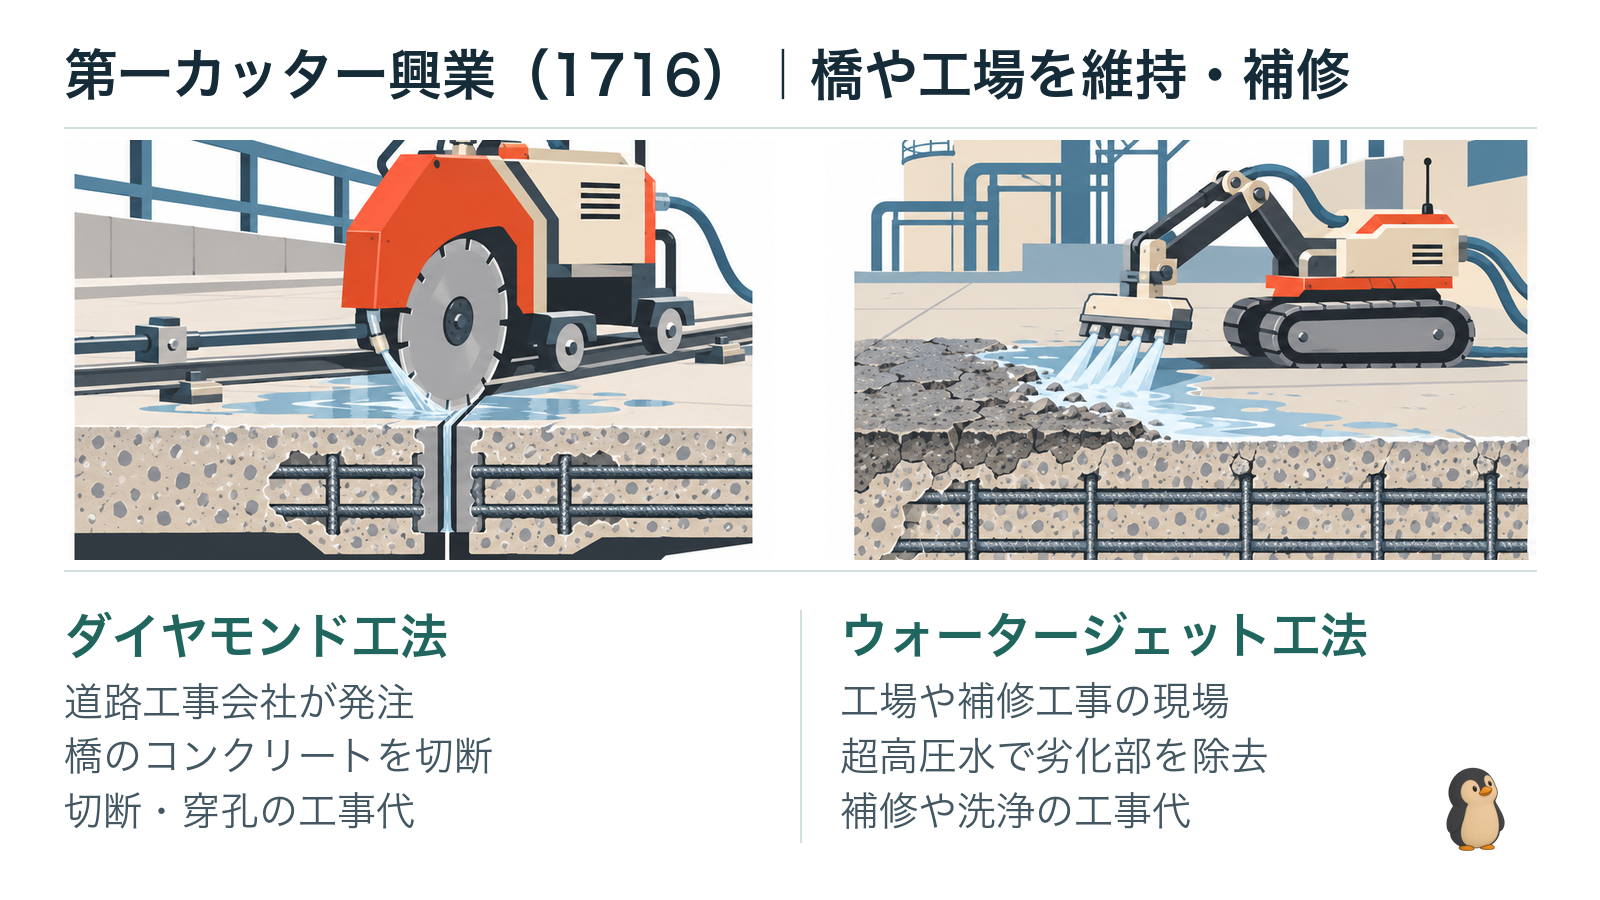 第一カッター興業（1716）｜橋や工場を維持・補修
ダイヤモンド工法
道路工事会社が発注
橋のコンクリートを切断
切断・穿孔の工事代
ウォータージェット工法
工場や補修工事の現場
超高圧水で劣化部を除去
補修や洗浄の工事代